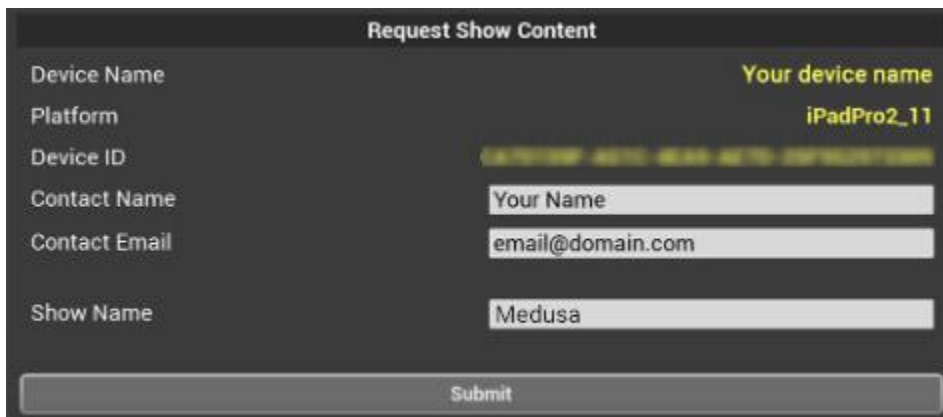 Request Show Content
Device Name Your device name
Platform iPadPro2_11
Device ID
Contact Name Your Name
Contact Email email@domain.com
Show Name Medusa
Submit